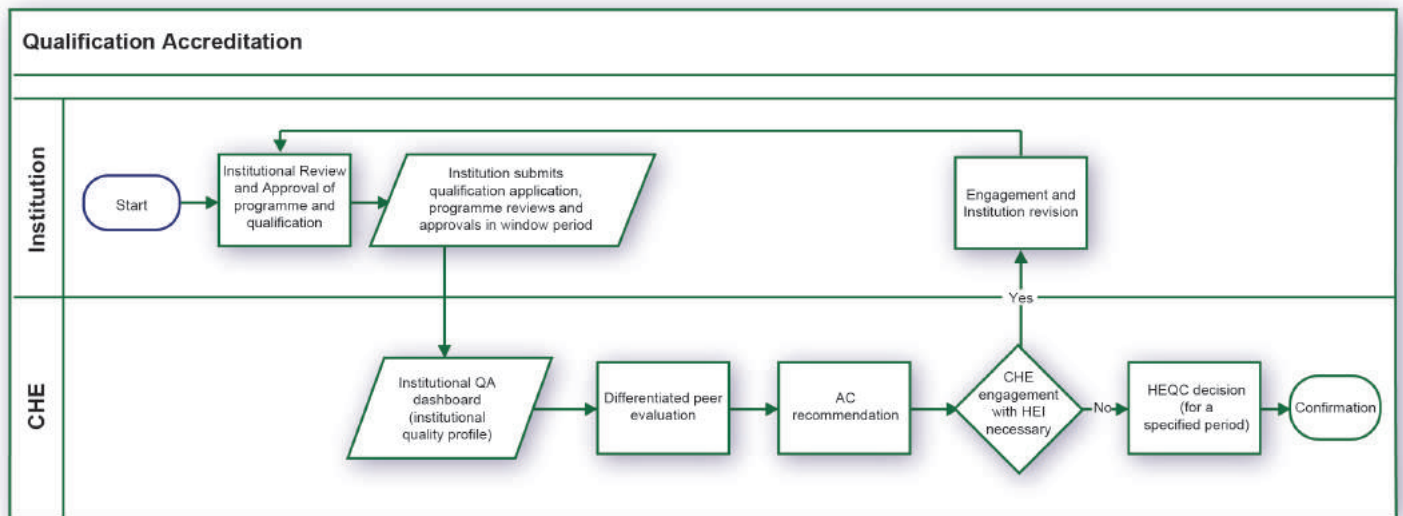 Qualification Accreditation
Institution
Start
Institutional Review
and Approval of
programme and
qualification
Institution submits
qualification application,
programme reviews and
approvals in window period
Engagement and
Institution revision
Yes
CHE
Institutional QA
dashboard
(institutional
quality profile)
Differentiated peer
evaluation
AC
recommendation
CHE
engagement
with HEI
necessary
No
HEQC decision
(for a
specified period)
Confirmation